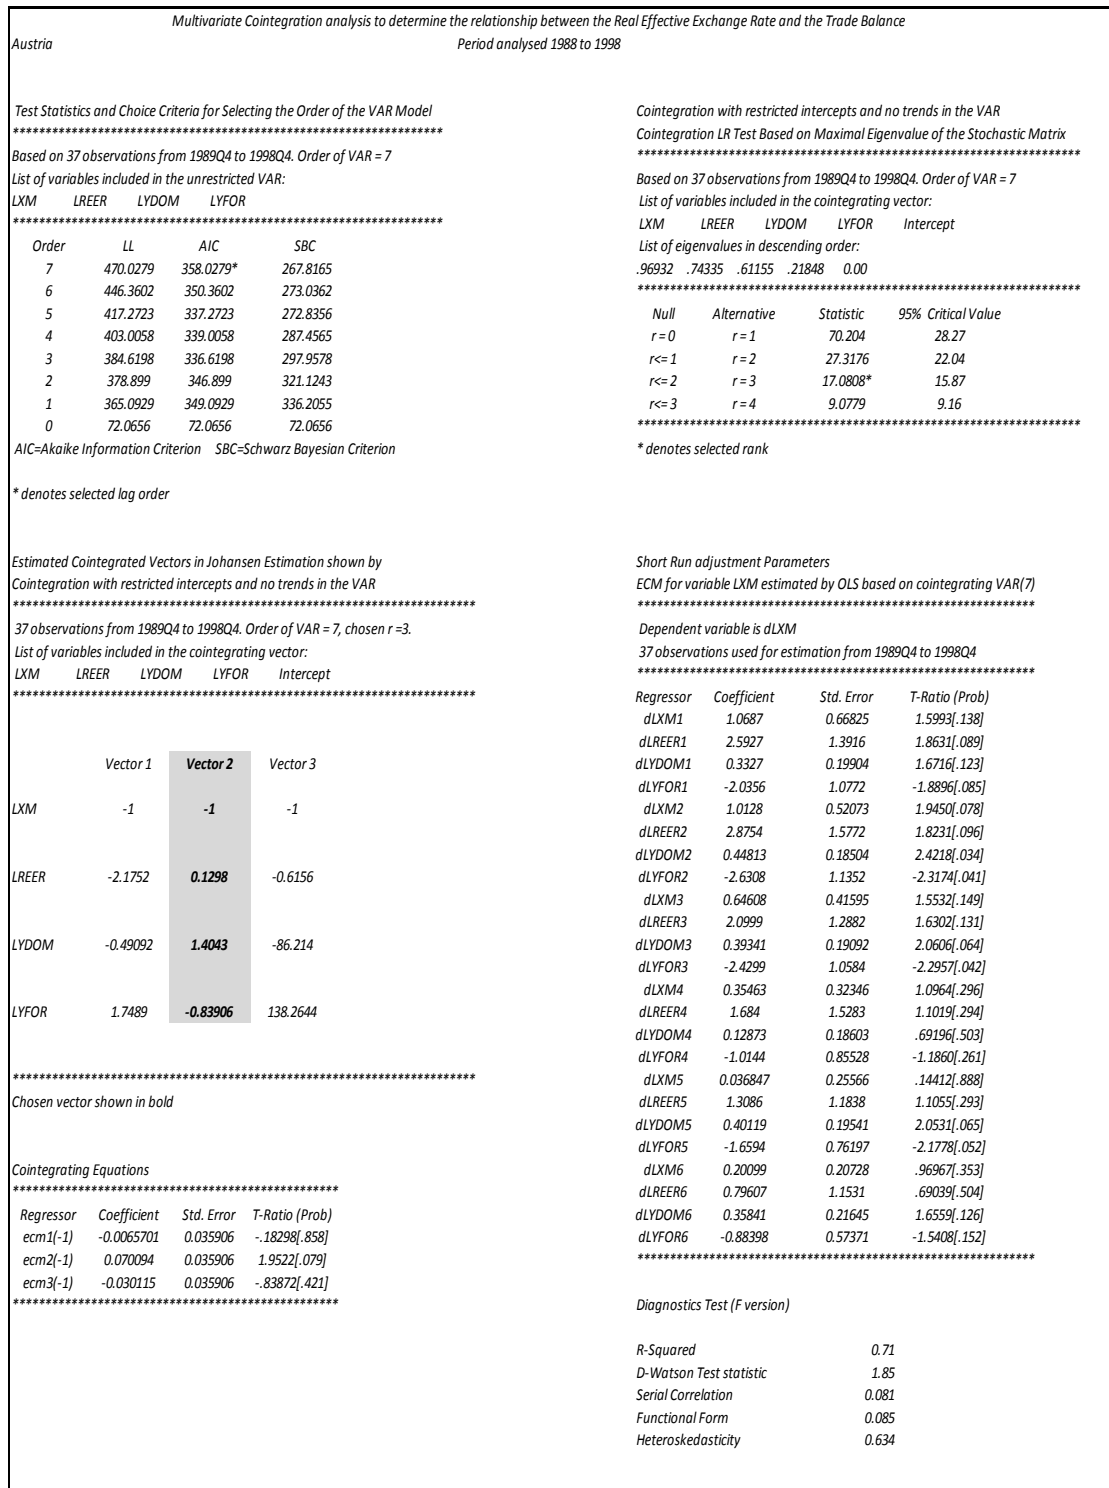 Multivariate Cointegration analysis to determine the relationship between the Real Effective Exchange Rate and the Trade Balance
Austria Period analysed 1988 to 1998
Test Statistics and Choice Criteria for Selecting the Order of the VAR Model
*******************************************************************
Based on 37 observations from 1989Q4 to 1998Q4. Order of VAR = 7
List of variables included in the unrestricted VAR:
LXM LREER LYDOM LYFOR
*******************************************************************
Order LL AIC SBC
7 470.0279 358.0279* 267.8165
6 446.3602 350.3602 273.0362
5 417.2723 337.2723 272.8356
4 403.0058 339.0058 287.4565
3 384.6198 336.6198 297.9578
2 378.899 346.899 321.1243
1 365.0929 349.0929 336.2055
0 72.0656 72.0656 72.0656
AIC=Akaike Information Criterion SBC=Schwarz Bayesian Criterion
* denotes selected lag order
Cointegration with restricted intercepts and no trends in the VAR
Cointegration LR Test Based on Maximal Eigenvalue of the Stochastic Matrix
*********************************************************************
Based on 37 observations from 1989Q4 to 1998Q4. Order of VAR = 7
List of variables included in the cointegrating vector:
LXM LREER LYDOM LYFOR Intercept
List of eigenvalues in descending order:
.96932 .74335 .61155 .21848 0.00
*********************************************************************
Null Alternative Statistic 95% Critical Value
r = 0 r = 1 70.204 28.27
r<= 1 r = 2 27.3176 22.04
r<= 2 r = 3 17.0808* 15.87
r<= 3 r = 4 9.0779 9.16
*********************************************************************
* denotes selected rank
Estimated Cointegrated Vectors in Johansen Estimation shown by
Cointegration with restricted intercepts and no trends in the VAR
************************************************************************
37 observations from 1989Q4 to 1998Q4. Order of VAR = 7, chosen r =3.
List of variables included in the cointegrating vector:
LXM LREER LYDOM LYFOR Intercept
************************************************************************
Vector 1 Vector 2 Vector 3
LXM -1 -1 -1
LREER -2.1752 0.1298 -0.6156
LYDOM -0.49092 1.4043 -86.214
LYFOR 1.7489 -0.83906 138.2644
************************************************************************
Chosen vector shown in bold
Cointegrating Equations
**************************************************
Regressor Coefficient Std. Error T-Ratio (Prob)
ecm1(-1) -0.0065701 0.035906 -.18298[.858]
ecm2(-1) 0.070094 0.035906 1.9522[.079]
ecm3(-1) -0.030115 0.035906 -.83872[.421]
**************************************************
Short Run adjustment Parameters
ECM for variable LXM estimated by OLS based on cointegrating VAR(7)
**************************************************************
Dependent variable is dLXM
37 observations used for estimation from 1989Q4 to 1998Q4
**************************************************************
Regressor Coefficient Std. Error T-Ratio (Prob)
dLXM1 1.0687 0.66825 1.5993[.138]
dLREER1 2.5927 1.3916 1.8631[.089]
dLYDOM1 0.3327 0.19904 1.6716[.123]
dLYFOR1 -2.0356 1.0772 -1.8896[.085]
dLXM2 1.0128 0.52073 1.9450[.078]
dLREER2 2.8754 1.5772 1.8231[.096]
dLYDOM2 0.44813 0.18504 2.4218[.034]
dLYFOR2 -2.6308 1.1352 -2.3174[.041]
dLXM3 0.64608 0.41595 1.5532[.149]
dLREER3 2.0999 1.2882 1.6302[.131]
dLYDOM3 0.39341 0.19092 2.0606[.064]
dLYFOR3 -2.4299 1.0584 -2.2957[.042]
dLXM4 0.35463 0.32346 1.0964[.296]
dLREER4 1.684 1.5283 1.1019[.294]
dLYDOM4 0.12873 0.18603 .69196[.503]
dLYFOR4 -1.0144 0.85528 -1.1860[.261]
dLXM5 0.036847 0.25566 .14412[.888]
dLREER5 1.3086 1.1838 1.1055[.293]
dLYDOM5 0.40119 0.19541 2.0531[.065]
dLYFOR5 -1.6594 0.76197 -2.1778[.052]
dLXM6 0.20099 0.20728 .96967[.353]
dLREER6 0.79607 1.1531 .69039[.504]
dLYDOM6 0.35841 0.21645 1.6559[.126]
dLYFOR6 -0.88398 0.57371 -1.5408[.152]
**************************************************************
Diagnostics Test (F version)
R-Squared 0.71
D-Watson Test statistic 1.85
Serial Correlation 0.081
Functional Form 0.085
Heteroskedasticity 0.634